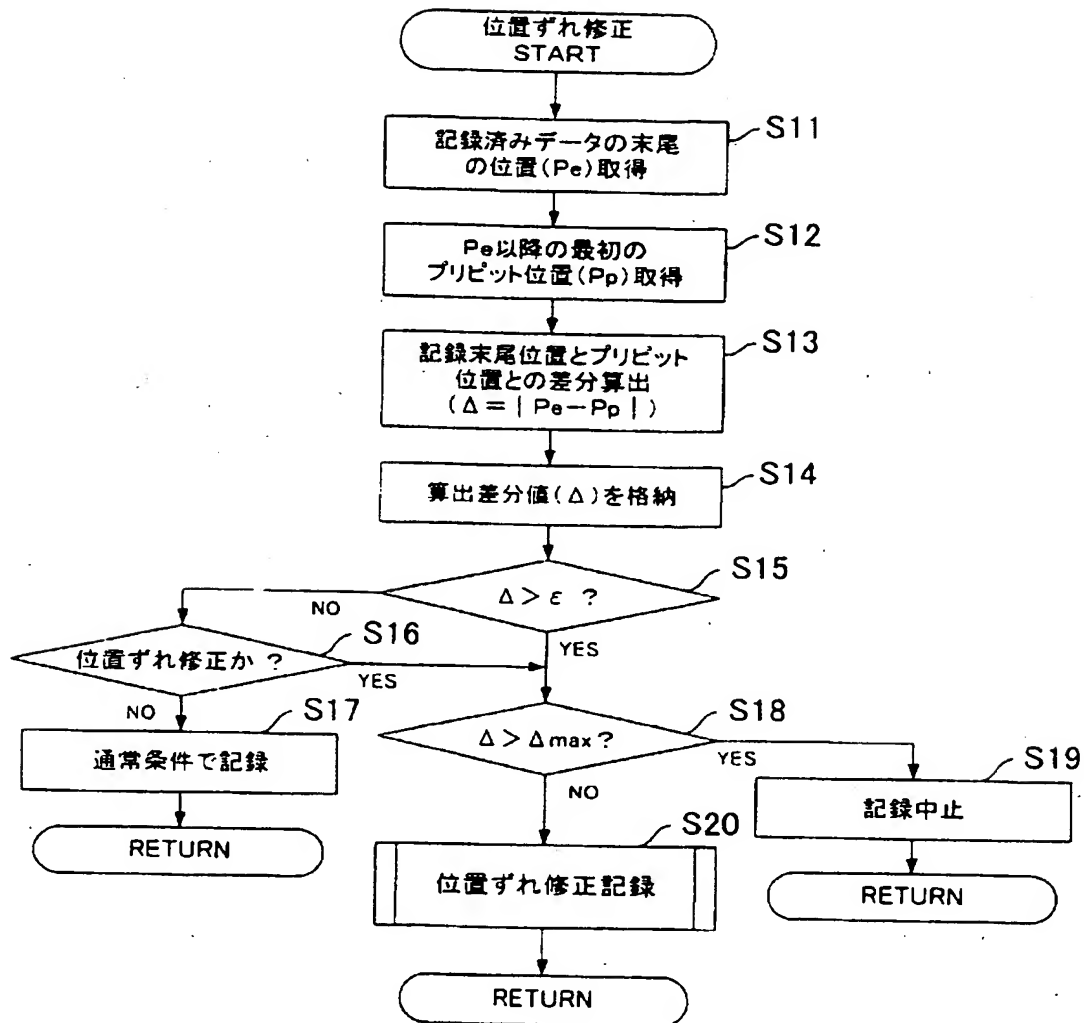 位置ずれ修正
START
S11
記録済みデータの末尾
の位置(Pe)取得
S12
Pe以降の最初の
プリピット位置(Pp)取得
S13
記録末尾位置とプリピット
位置との差分算出
(Δ=|Pe-Pp|)
S14
算出差分値(Δ)を格納
S15
Δ>ε ?
NO
YES
S16
位置ずれ修正か ?
YES
NO
S17
通常条件で記録
RETURN
S18
Δ>Δmax?
YES
NO
S19
記録中止
RETURN
S20
位置ずれ修正記録
RETURN